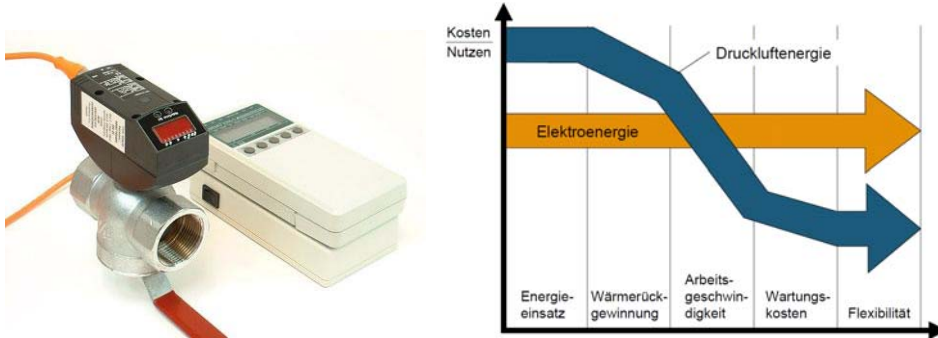 Kosten
Nutzen
Druckluftenergie
Elektroenergie
Energie-
einsatz
Wärmerück-
gewinnung
Arbeits-
geschwin-
digkeit
Wartungs-
kosten
Flexibilität